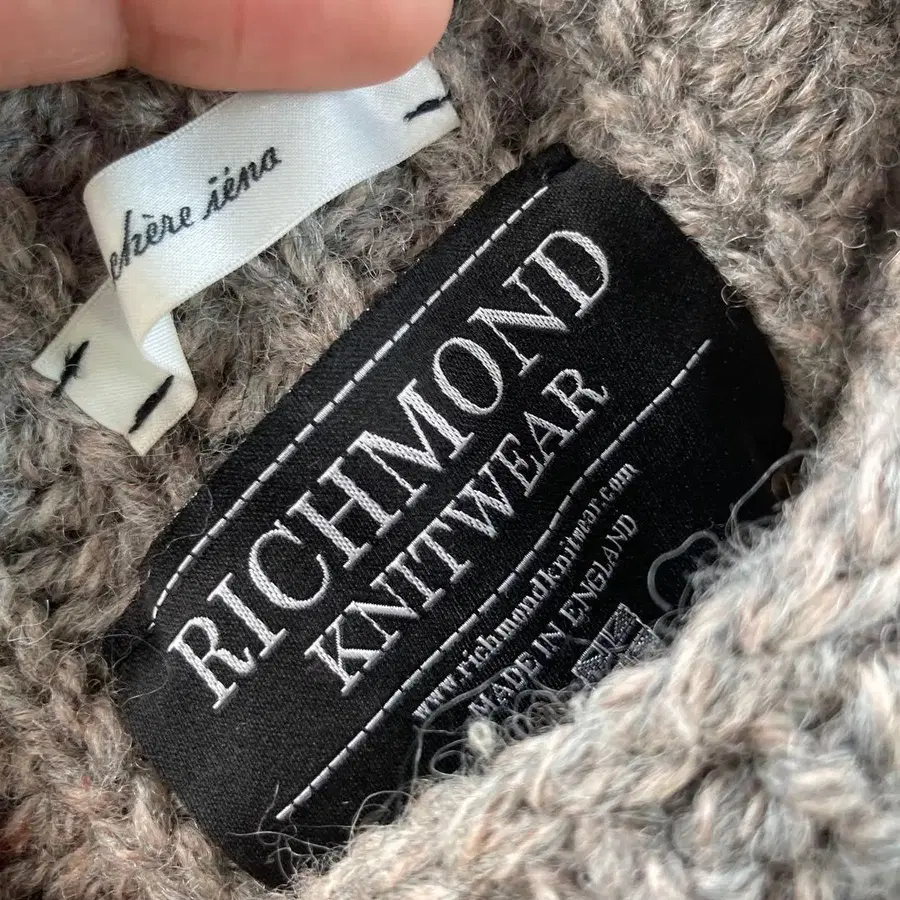 chère iéna
RICHMOND
KNITWEAR
www.richmondknitwear.com
MADE IN ENGLAND